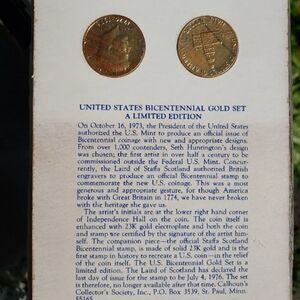 UNITED STATES BICENTENNIAL GOLD SET
A LIMITED EDITION
On October 16, 1973, the President of the United States
authorized the U.S. Mint to produce an official issue of
Bicentennial coinage with new and appropriate designs.
From over 1,000 contenders, Seth Huntington's design
was chosen; the first artist in over half a century to be
commissioned outside the Federal U.S. Mint. Concur-
rently, the Laird of Staffa Scotland authorized British
engravers to produce an official Bicentennial stamp to
commemorate the new U.S. coinage. This was a most
generous and appropriate gesture, for though America
broke with Great Britain in 1774, we have never broken
with the heritage she gave us.
The artist's initials are at the lower right hand corner
of Independence Hall on the coin. The coin itself is
enhanced with 23K gold electroplate and both the coin
and stamp are certified by the signature of the artist him-
self. The companion piece—the official Staffa Scotland
Bicentennial stamp, is made of solid 23K gold and is the
first stamp in history to recreate a U.S. coin—in the relief
of the coin itself. The U.S. Bicentennial Gold Set is a
limited edition. The Laird of Scotland has declared the
last day of issue for the stamp to be July 4, 1976. The set
is, therefore, no longer available after that time. Calhoun's
Collector's Society, Inc., P.O. Box 3539, St. Paul, Minn.
55165